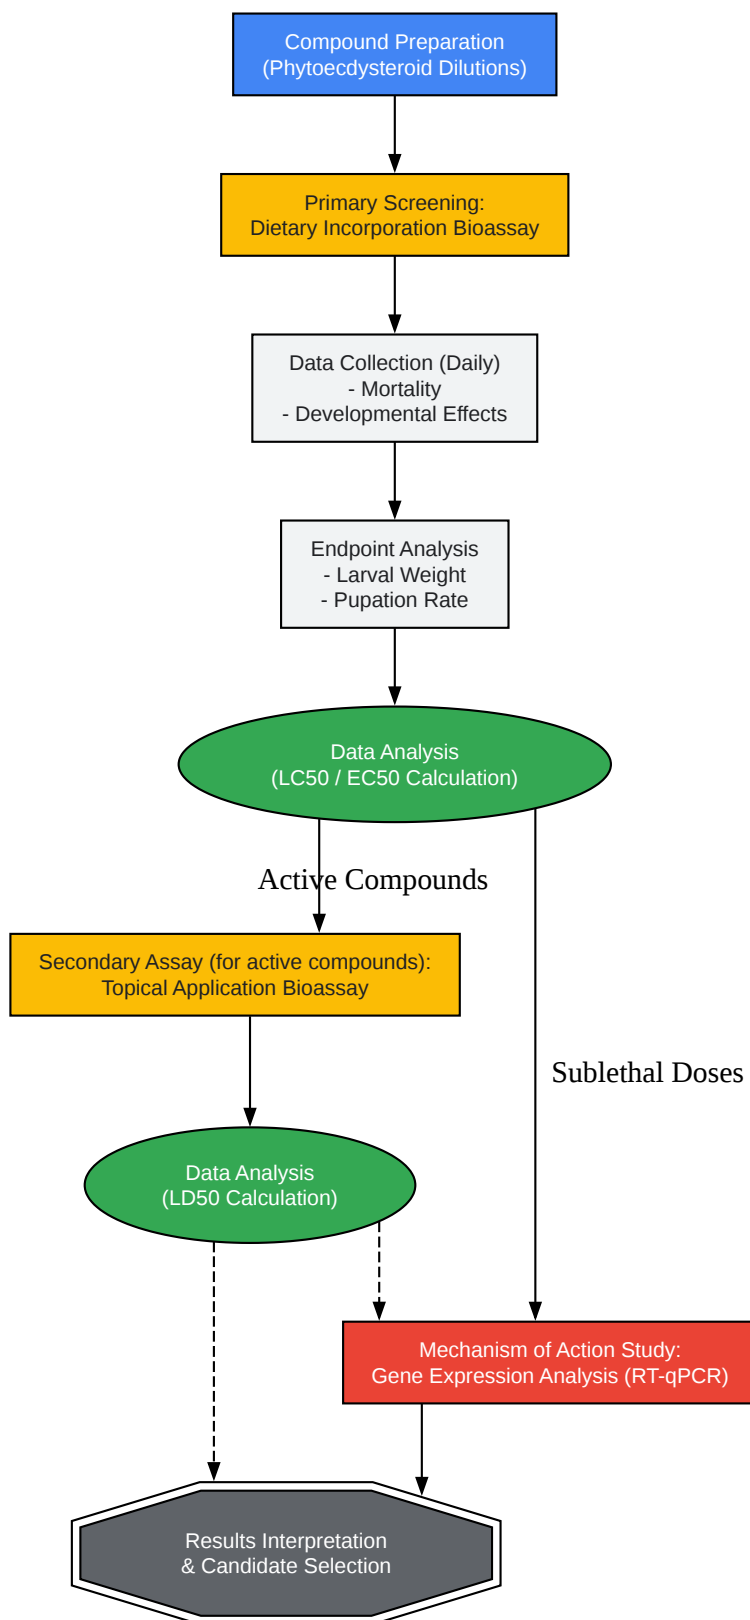 Compound Preparation
(Phytoecdysteroid Dilutions)
Primary Screening:
Dietary Incorporation Bioassay
Data Collection (Daily)
- Mortality
- Developmental Effects
Endpoint Analysis
- Larval Weight
- Pupation Rate
Data Analysis
(LC50 / EC50 Calculation)
Active Compounds
Secondary Assay (for active compounds):
Topical Application Bioassay
Sublethal Doses
Data Analysis
(LD50 Calculation)
Mechanism of Action Study:
Gene Expression Analysis (RT-qPCR)
Results Interpretation
& Candidate Selection